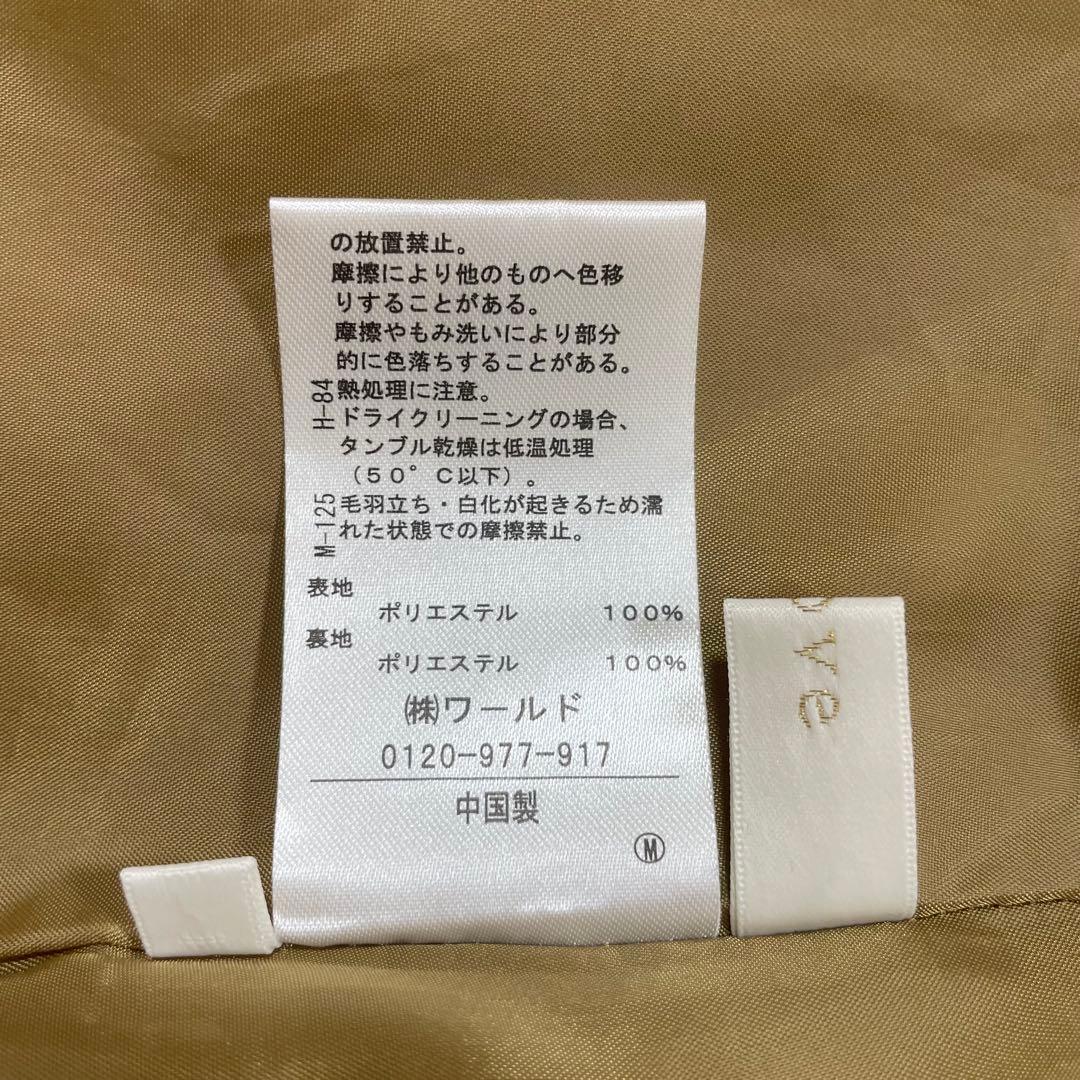 の放置禁止。
摩擦により他のものへ色移
りすることがある。
摩擦やもみ洗いにより部分
的に色落ちすることがある。
熱処理に注意。
ドライクリーニングの場合、
タンブル乾燥は低温処理
（５０°Ｃ以下）。
毛羽立ち・白化が起きるため濡
れた状態での摩擦禁止。
H-84
M-125
表地
ポリエステル １００％
裏地
ポリエステル １００％
㈱ワールド
0120-977-917
中国製
Ⓜ
ve